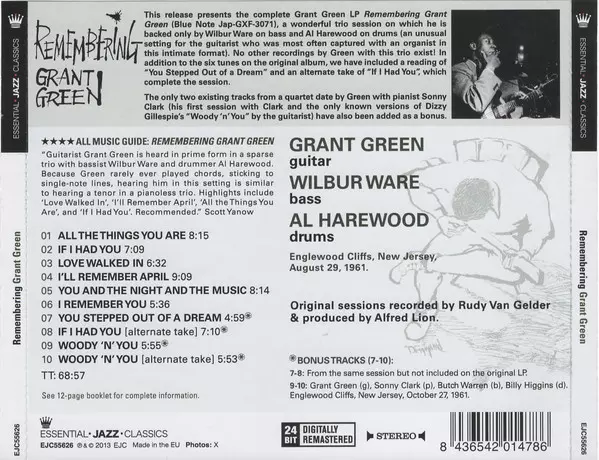 ESSENTIAL • JAZZ • CLASSICS
REMEMBERING
GRANT
GREEN!
This release presents the complete Grant Green LP Remembering Grant
Green (Blue Note Jap-GXF-3071), a wonderful trio session on which he is
backed only by Wilbur Ware on bass and Al Harewood on drums (an unusual
setting for the guitarist who was most often captured with an organist in
this intimate format). No other recordings by Green with this trio exist! In
addition to the six tunes on the original album, we have included a reading of
"You Stepped Out of a Dream" and an alternate take of "If I Had You", which
complete the session.
The only two existing tracks from a quartet date by Green with pianist Sonny
Clark (his first session with Clark and the only known versions of Dizzy
Gillespie's "Woody 'n' You" by the guitarist) have also been added as a bonus.
ESSENTIAL • JAZZ • CLASSICS
★★★★ ALL MUSIC GUIDE: REMEMBERING GRANT GREEN
"Guitarist Grant Green is heard in prime form in a sparse
trio with bassist Wilbur Ware and drummer Al Harewood.
Because Green rarely ever played chords, sticking to
single-note lines, hearing him in this setting is similar
to hearing a tenor in a pianoless trio. Highlights include
'Love Walked In', 'I'll Remember April', 'All the Things You
Are', and 'If I Had You'. Recommended." Scott Yanow
01 ALL THE THINGS YOU ARE 8:15
02 IF I HAD YOU 7:09
03 LOVE WALKED IN 6:32
04 I'LL REMEMBER APRIL 9:09
05 YOU AND THE NIGHT AND THE MUSIC 8:14
06 I REMEMBER YOU 5:36
07 YOU STEPPED OUT OF A DREAM 4:59*
08 IF I HAD YOU [alternate take] 7:10*
09 WOODY 'N' YOU 5:55*
10 WOODY 'N' YOU [alternate take] 5:53*
TT: 68:57
See 12-page booklet for complete information.
GRANT GREEN
guitar
WILBUR WARE
bass
AL HAREWOOD
drums
Englewood Cliffs, New Jersey,
August 29, 1961.
Original sessions recorded by Rudy Van Gelder
& produced by Alfred Lion.
*BONUS TRACKS (7-10):
7-8: From the same session but not included on the original LP.
9-10: Grant Green (g), Sonny Clark (p), Butch Warren (b), Billy Higgins (d).
Englewood Cliffs, New Jersey, October 27, 1961.
Remembering Grant Green
Remembering Grant Green
EJC55626
EJC55626
ESSENTIAL • JAZZ • CLASSICS
EJC55626 ℗ & © 2013 EJC Made in the EU Photos: X
24 BIT DIGITALLY REMASTERED
STEREO
8 436542 014786